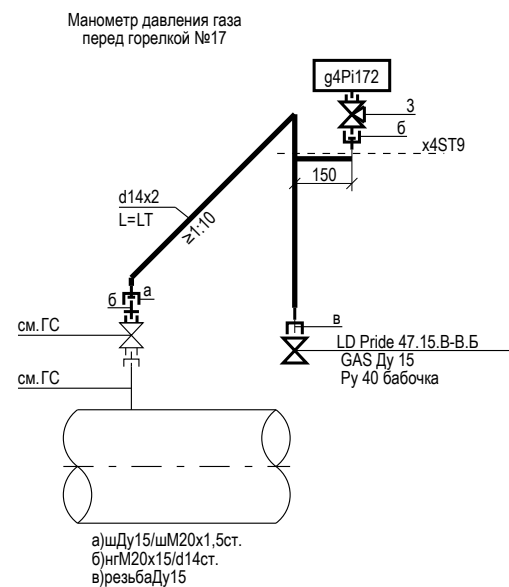 Манометр давления газа
перед горелкой №17
g4Pi172
3
б
x4ST9
150
d14x2
L=LT
≥1:10
а
б
см.ГС
в
LD Pride 47.15.В-В.Б
GAS Ду 15
Ру 40 бабочка
см.ГС
а)шДу15/шМ20х1,5ст.
б)нгМ20х15/d14ст.
в)резьбаДу15